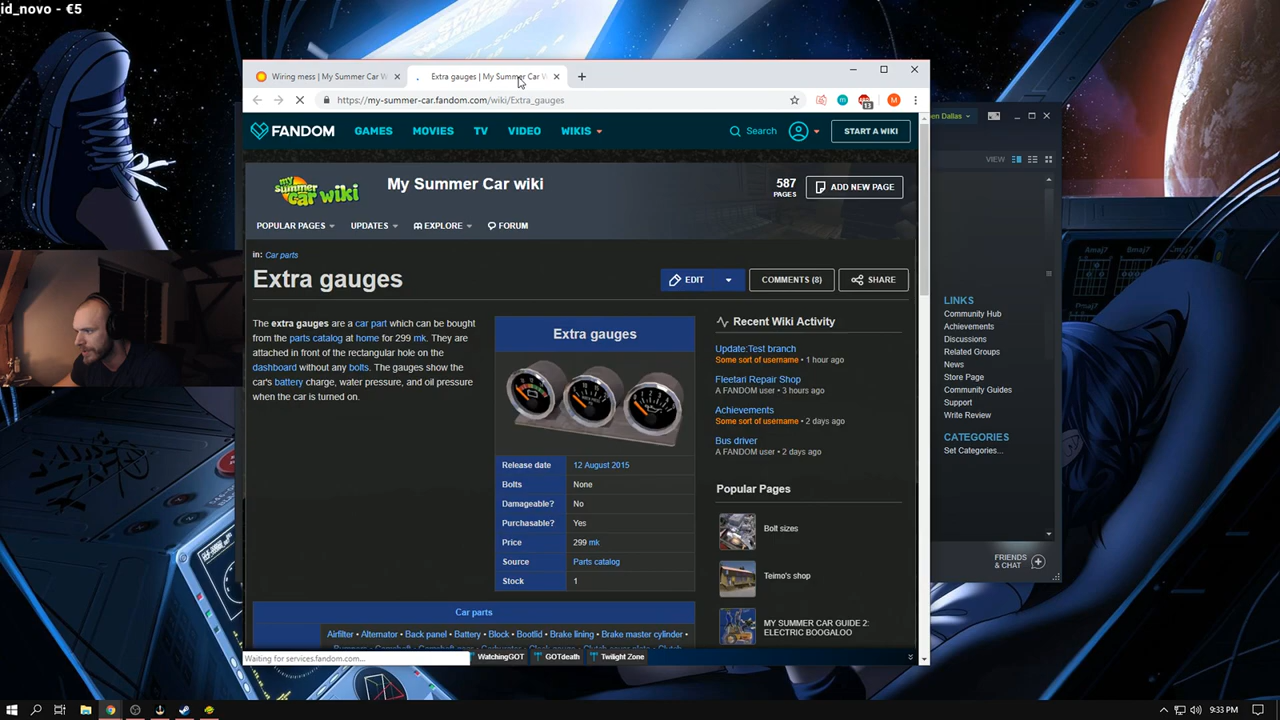 id_novo - €5
Wiring mess | My Summer Car W
Extra gauges | My Summer Car W
https://my-summer-car.fandom.com/wiki/Extra_gauges
13
M
FANDOM
GAMES
MOVIES
TV
VIDEO
WIKIS
Search
START A WIKI
my summer car wiki
My Summer Car wiki
587 PAGES
ADD NEW PAGE
POPULAR PAGES
UPDATES
EXPLORE
FORUM
in: Car parts
Extra gauges
EDIT
COMMENTS (8)
SHARE
The extra gauges are a car part which can be bought
from the parts catalog at home for 299 mk. They are
attached in front of the rectangular hole on the
dashboard without any bolts. The gauges show the
car's battery charge, water pressure, and oil pressure
when the car is turned on.
Extra gauges
Release date 12 August 2015
Bolts None
Damageable? No
Purchasable? Yes
Price 299 mk
Source Parts catalog
Stock 1
Car parts
Airfilter • Alternator • Back panel • Battery • Block • Bootlid • Brake lining • Brake master cylinder •
Recent Wiki Activity
Update:Test branch
Some sort of username • 1 hour ago
Fleetari Repair Shop
A FANDOM user • 3 hours ago
Achievements
Some sort of username • 2 days ago
Bus driver
A FANDOM user • 2 days ago
Popular Pages
Bolt sizes
Teimo's shop
MY SUMMER CAR GUIDE 2:
ELECTRIC BOOGALOO
Waiting for services.fandom.com...
WatchingGOT
GOTdeath
Twilight Zone
en Dallas
VIEW
LINKS
Community Hub
Achievements
Discussions
Related Groups
News
Store Page
Community Guides
Support
Write Review
CATEGORIES
Set Categories...
FRIENDS
& CHAT
Amaj7
Bmaj7
9:33 PM